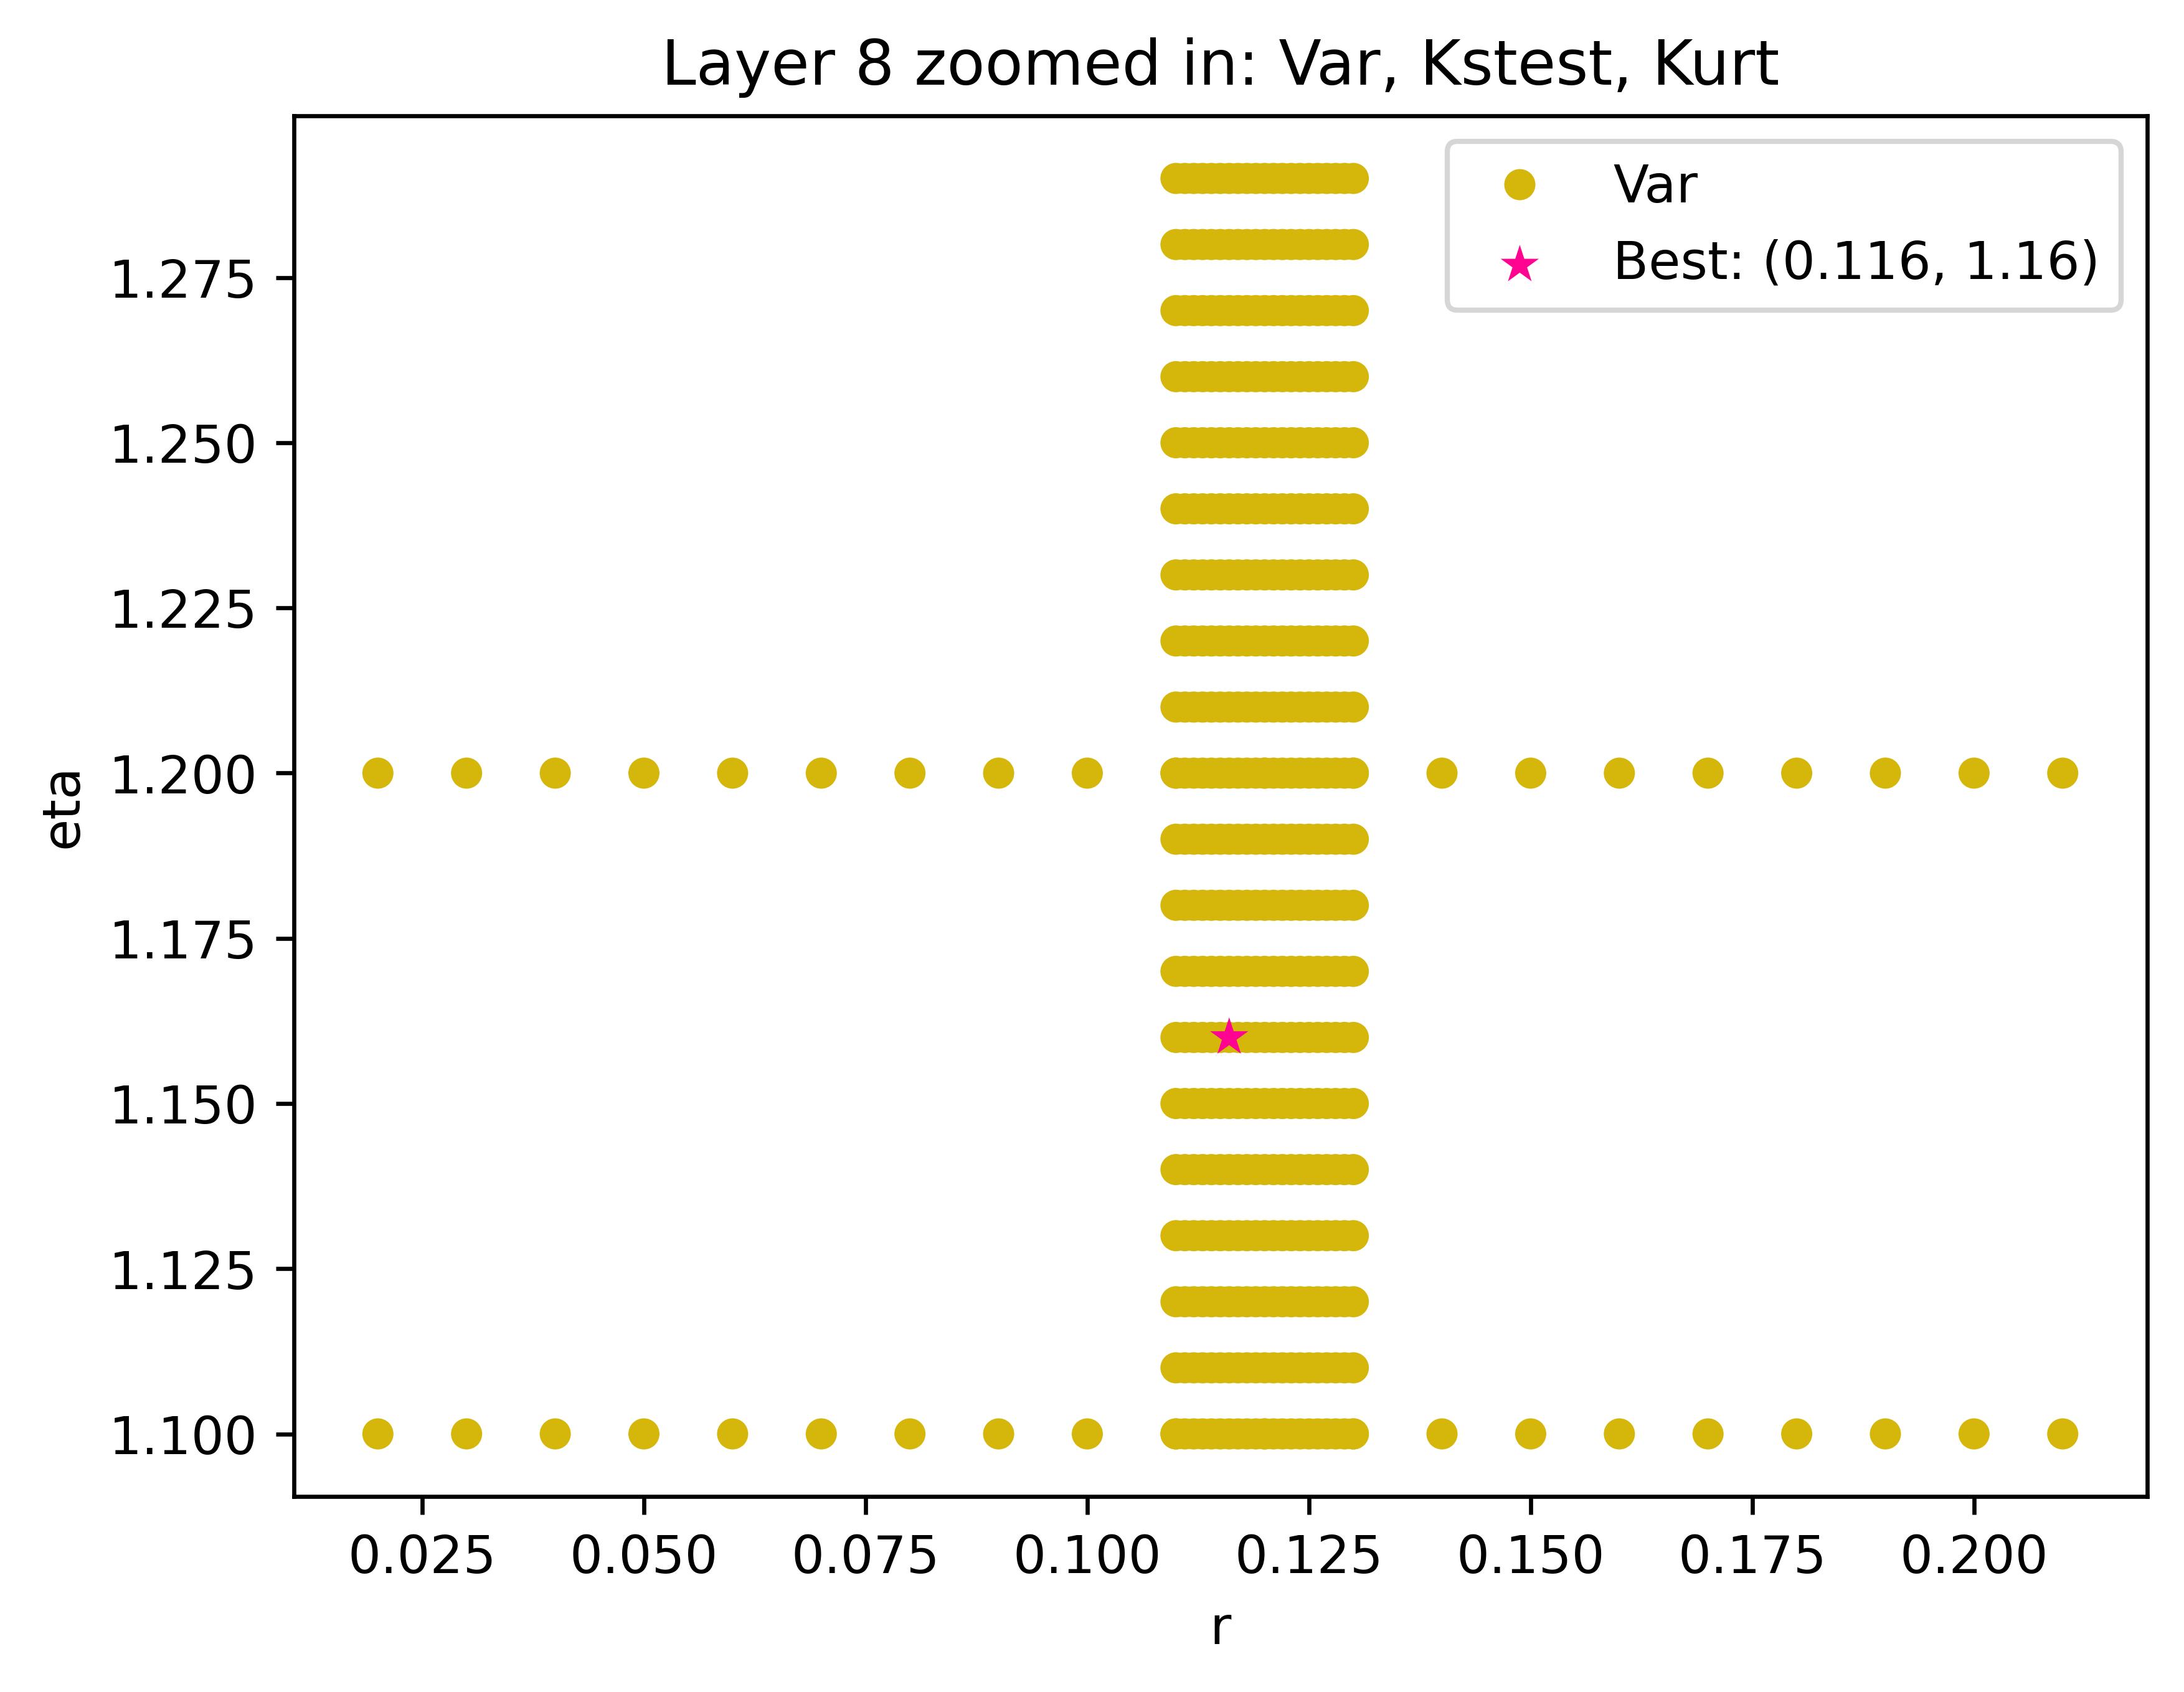 Layer 8 zoomed in: Var, Kstest, Kurt
Var
Best: (0.116, 1.16)
1.275
1.250
1.225
1.200
1.175
1.150
1.125
1.100
eta
0.025 0.050 0.075 0.100 0.125 0.150 0.175 0.200
r